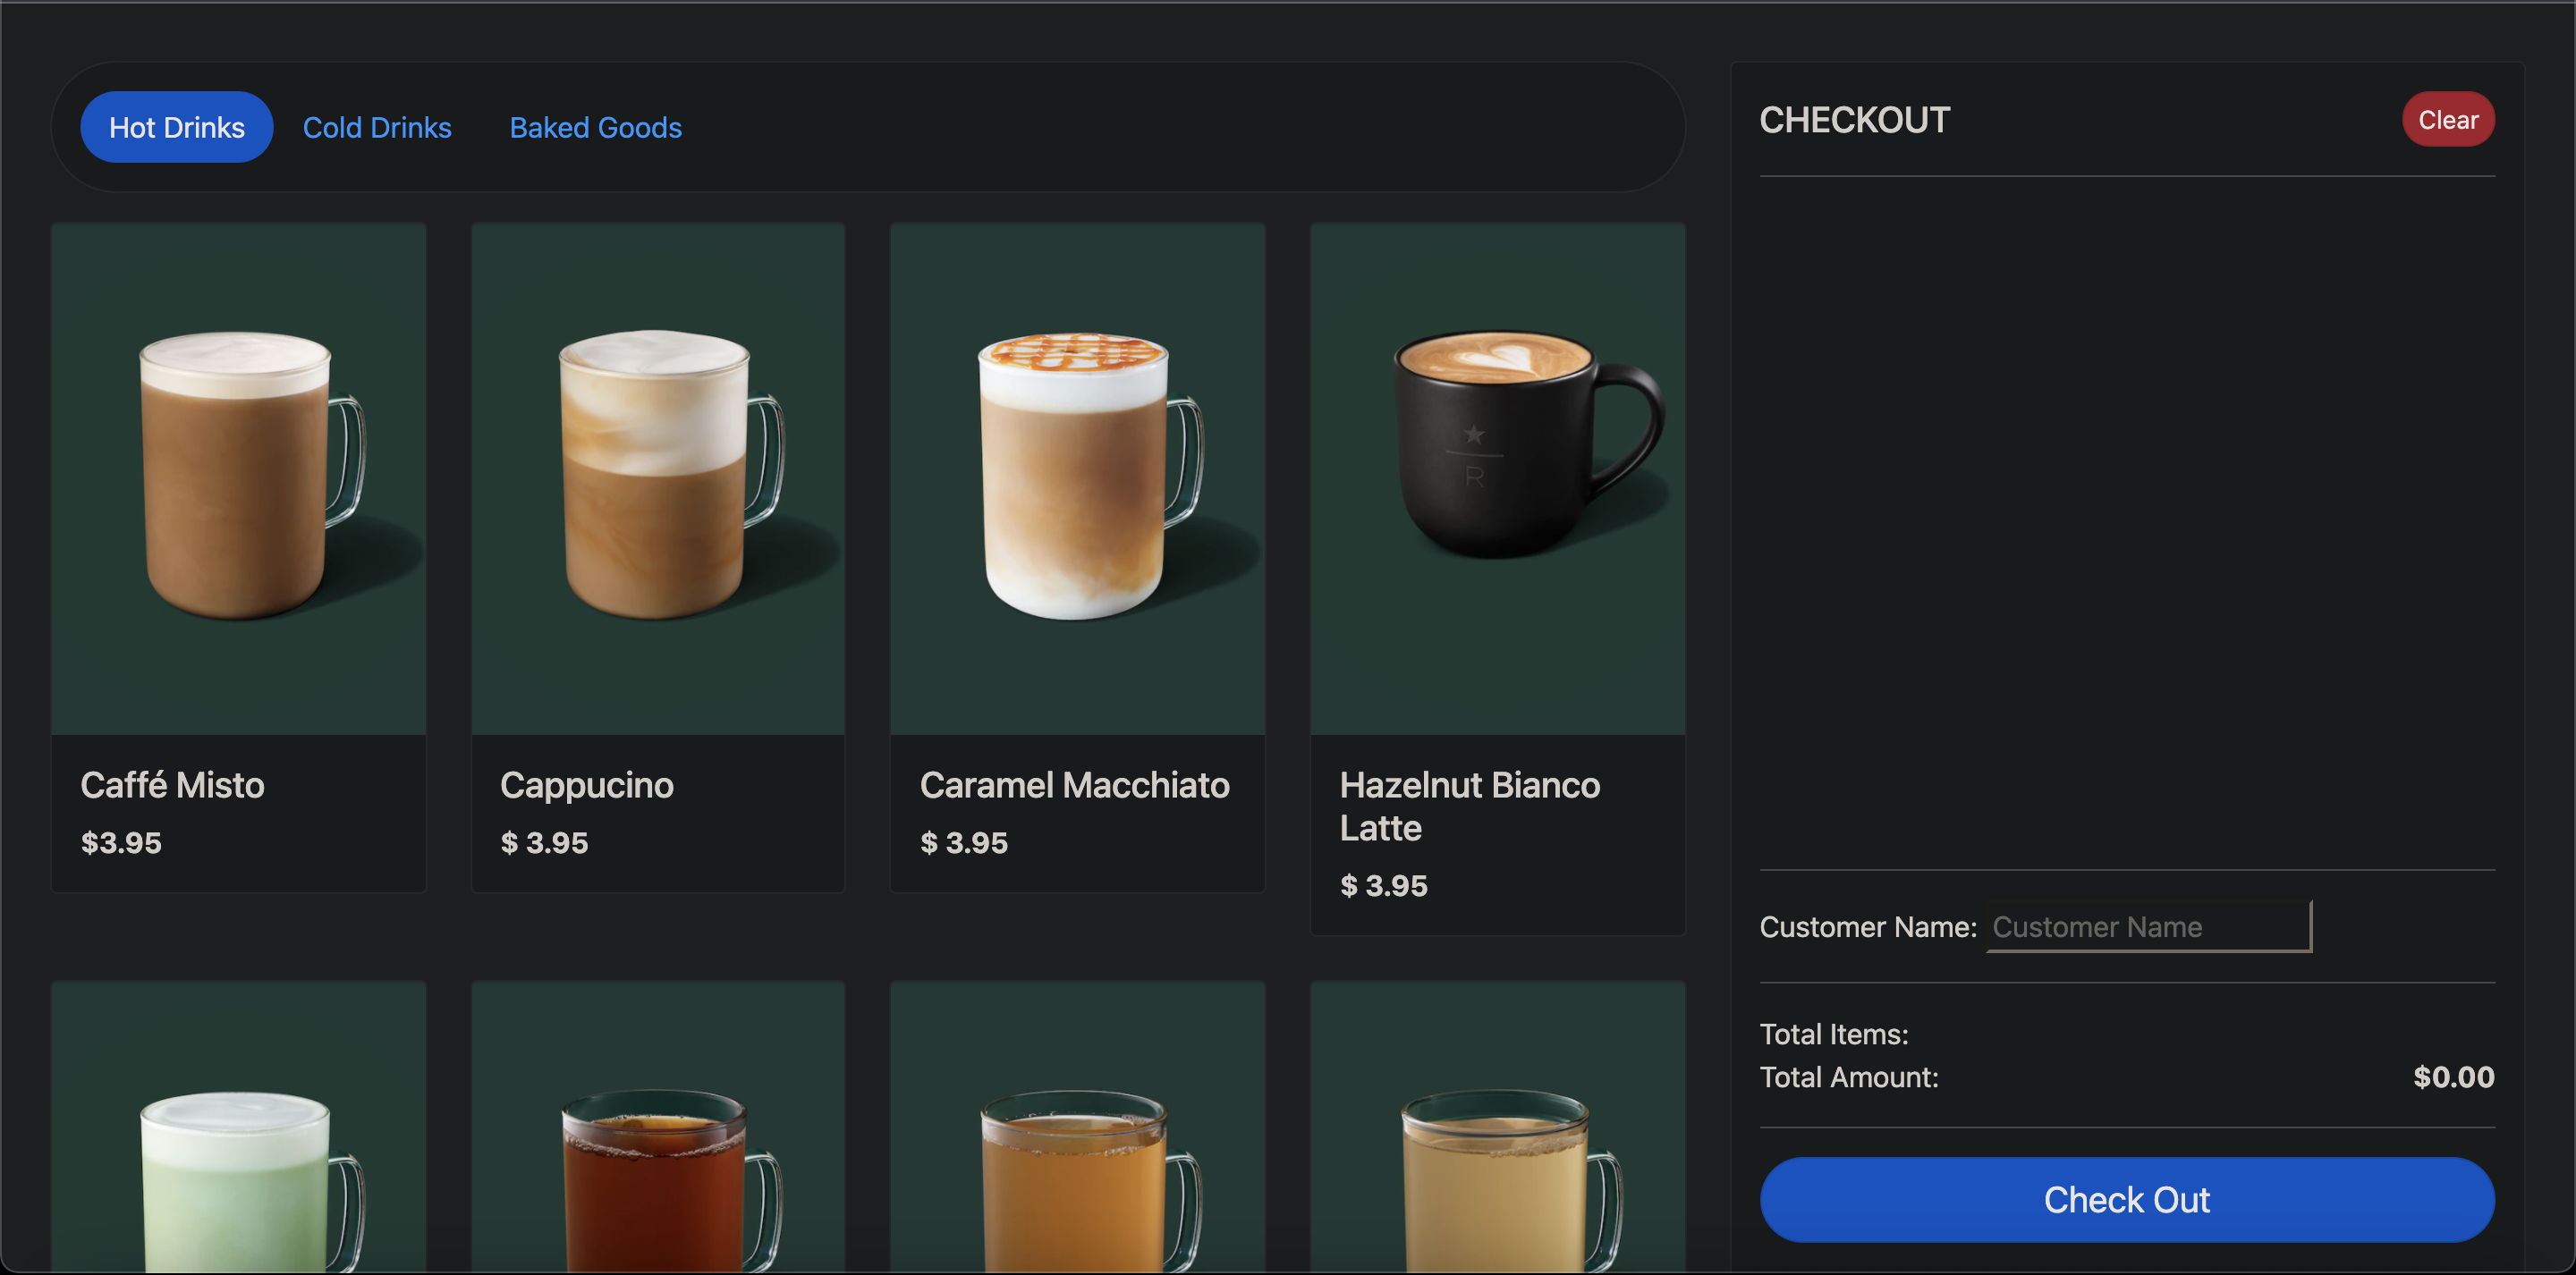 Hot Drinks
Cold Drinks
Baked Goods
CHECKOUT
Clear
Caffé Misto
$3.95
Cappucino
$ 3.95
Caramel Macchiato
$ 3.95
Hazelnut Bianco
Latte
$ 3.95
R
Customer Name: Customer Name
Total Items:
Total Amount: $0.00
Check Out